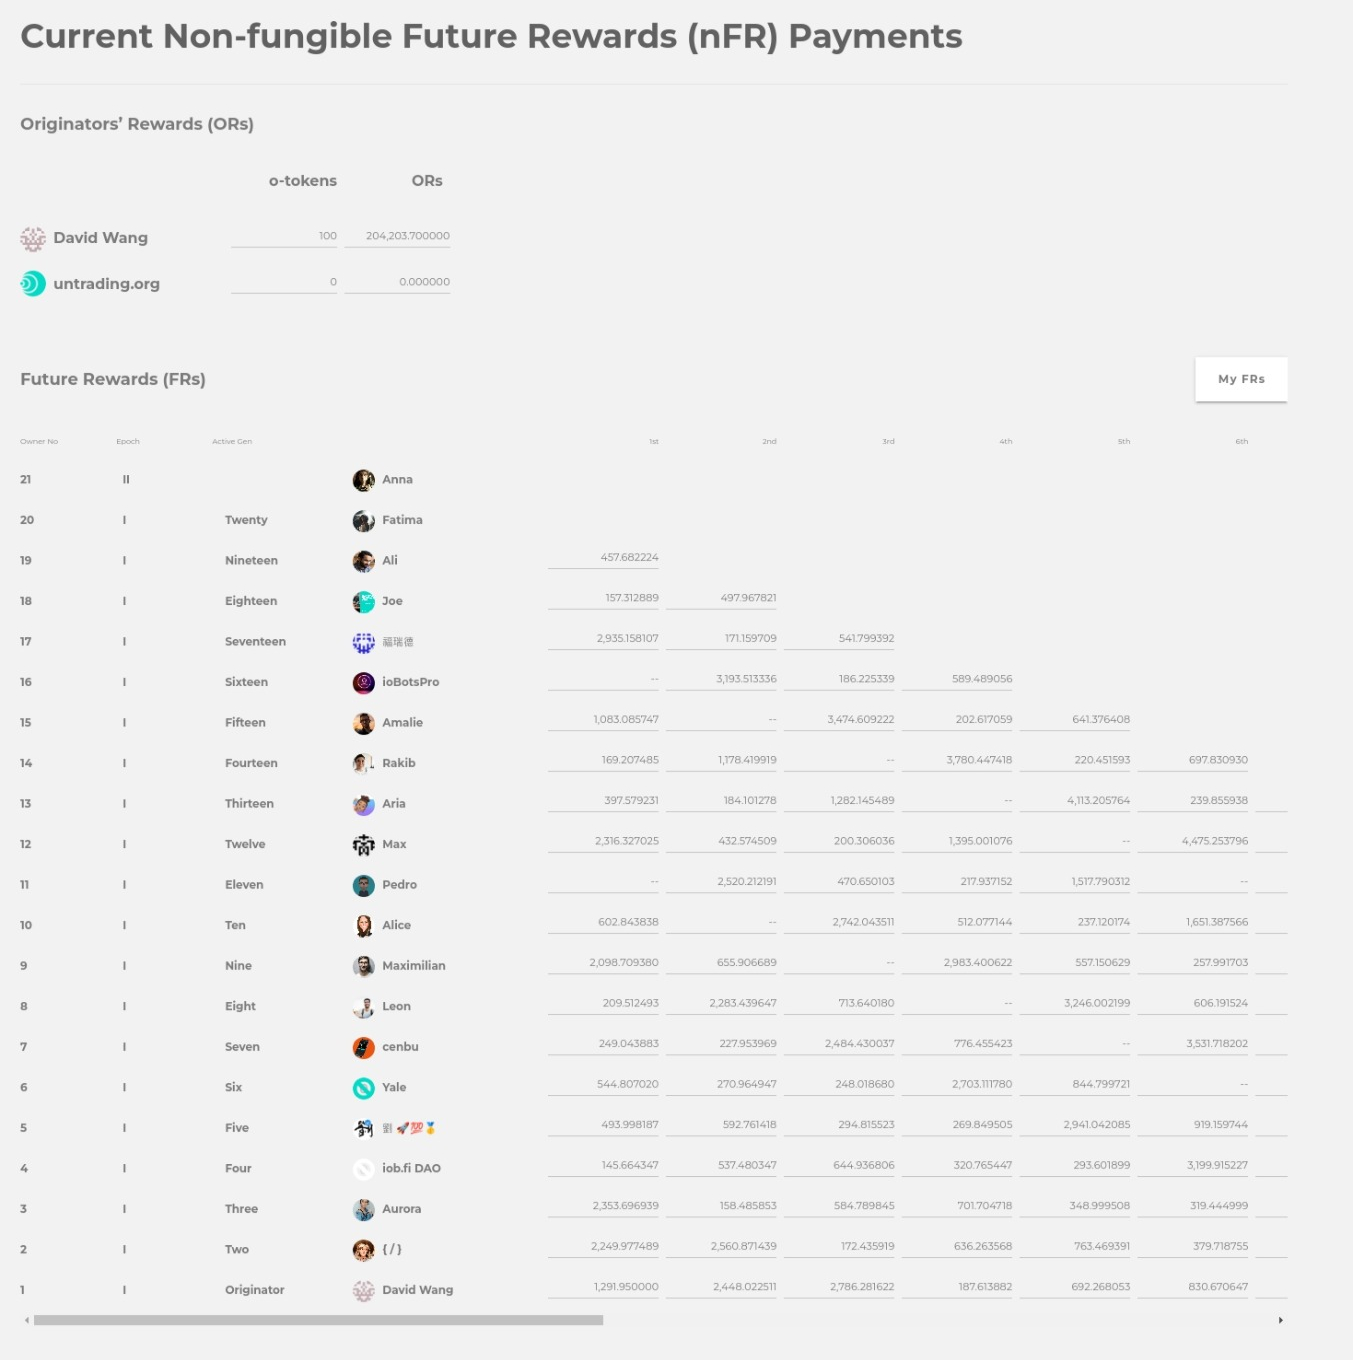 Current Non-fungible Future Rewards (nFR) Payments
Originators’ Rewards (ORs)
o-tokens ORs
David Wang 100 204,203.700000
untrading.org 0 0.000000
Future Rewards (FRs) My FRs
Owner No Epoch Active Gen 1st 2nd 3rd 4th 5th 6th
21 II Anna
20 I Twenty Fatima
19 I Nineteen Ali 457.682224
18 I Eighteen Joe 157.312889 497.967821
17 I Seventeen 福瑞德 2,935.158107 171.159709 541.799392
16 I Sixteen ioBotsPro -- 3,193.513336 186.225339 589.489056
15 I Fifteen Amalie 1,083.085747 -- 3,474.609222 202.617059 641.376408
14 I Fourteen Rakib 169.207485 1,178.419919 -- 3,780.447418 220.451593 697.830930
13 I Thirteen Aria 397.579231 184.101278 1,282.145489 -- 4,113.205764 239.855938
12 I Twelve Max 2,316.327025 432.574509 200.306036 1,395.001076 -- 4,475.253796
11 I Eleven Pedro -- 2,520.212191 470.650103 217.937152 1,517.790312 --
10 I Ten Alice 602.843838 -- 2,742.043511 512.077144 237.120174 1,651.387566
9 I Nine Maximilian 2,098.709380 655.906689 -- 2,983.400622 557.150629 257.991703
8 I Eight Leon 209.512493 2,283.439647 713.640180 -- 3,246.002199 606.191524
7 I Seven cenbu 249.043883 227.953969 2,484.430037 776.455423 -- 3,531.718202
6 I Six Yale 544.807020 270.964947 248.018680 2,703.111780 844.799721 --
5 I Five 劉 🚀💯🥇 493.998187 592.761418 294.815523 269.849505 2,941.042085 919.159744
4 I Four iob.fi DAO 145.664347 537.480347 644.936806 320.765447 293.601899 3,199.915227
3 I Three Aurora 2,353.696939 158.485853 584.789845 701.704718 348.999508 319.444999
2 I Two { / } 2,249.977489 2,560.871439 172.435919 636.263568 763.469391 379.718755
1 I Originator David Wang 1,291.950000 2,448.022511 2,786.281622 187.613882 692.268053 830.670647